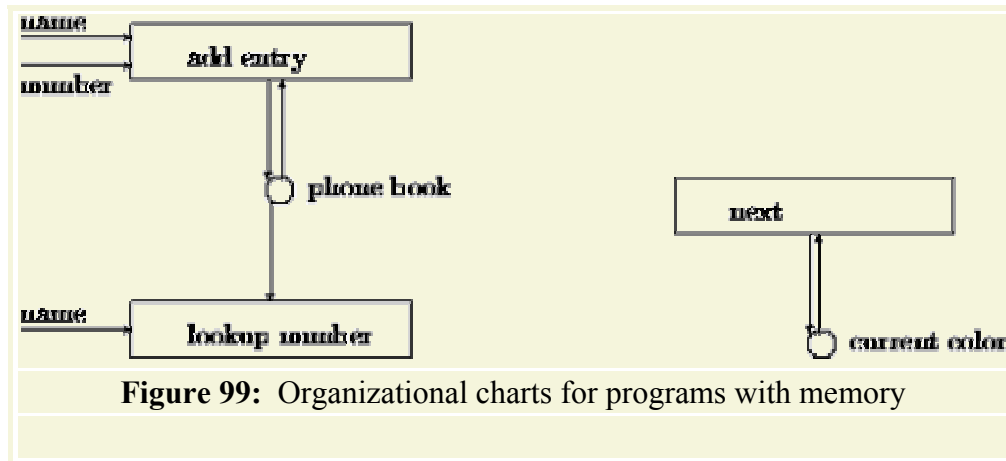 name
add entry
number
phone book
next
name
lookup number
current color
Figure 99: Organizational charts for programs with memory